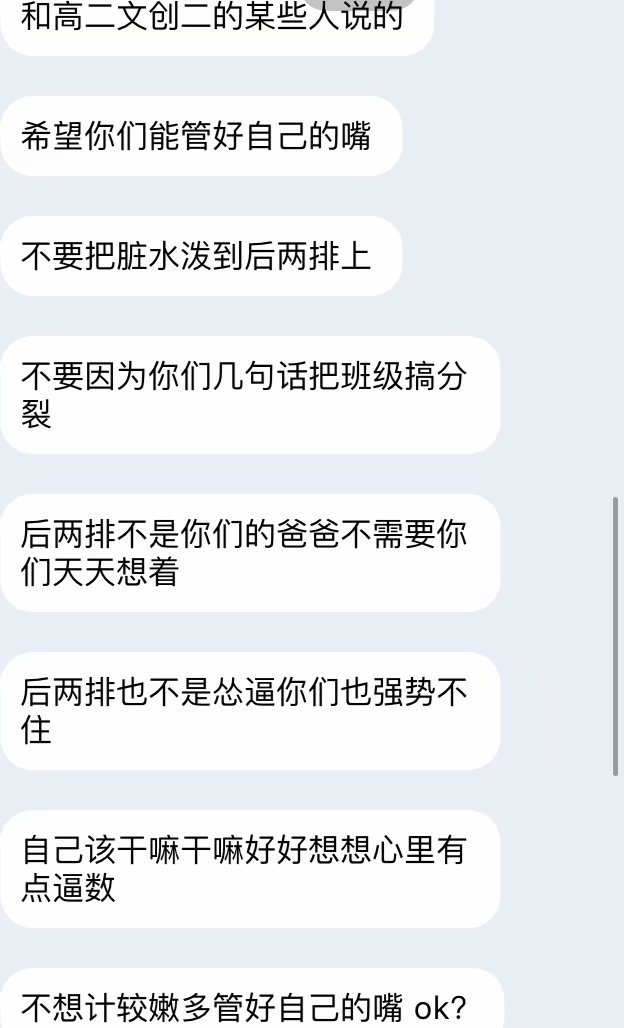 和高二文创二的某些人说的
希望你们能管好自己的嘴
不要把脏水泼到后两排上
不要因为你们几句话把班级搞分
裂
后两排不是你们的爸爸不需要你
们天天想着
后两排也不是怂逼你们也强势不
住
自己该干嘛干嘛好好想想心里有
点逼数
不想计较嫩多管好自己的嘴 ok?